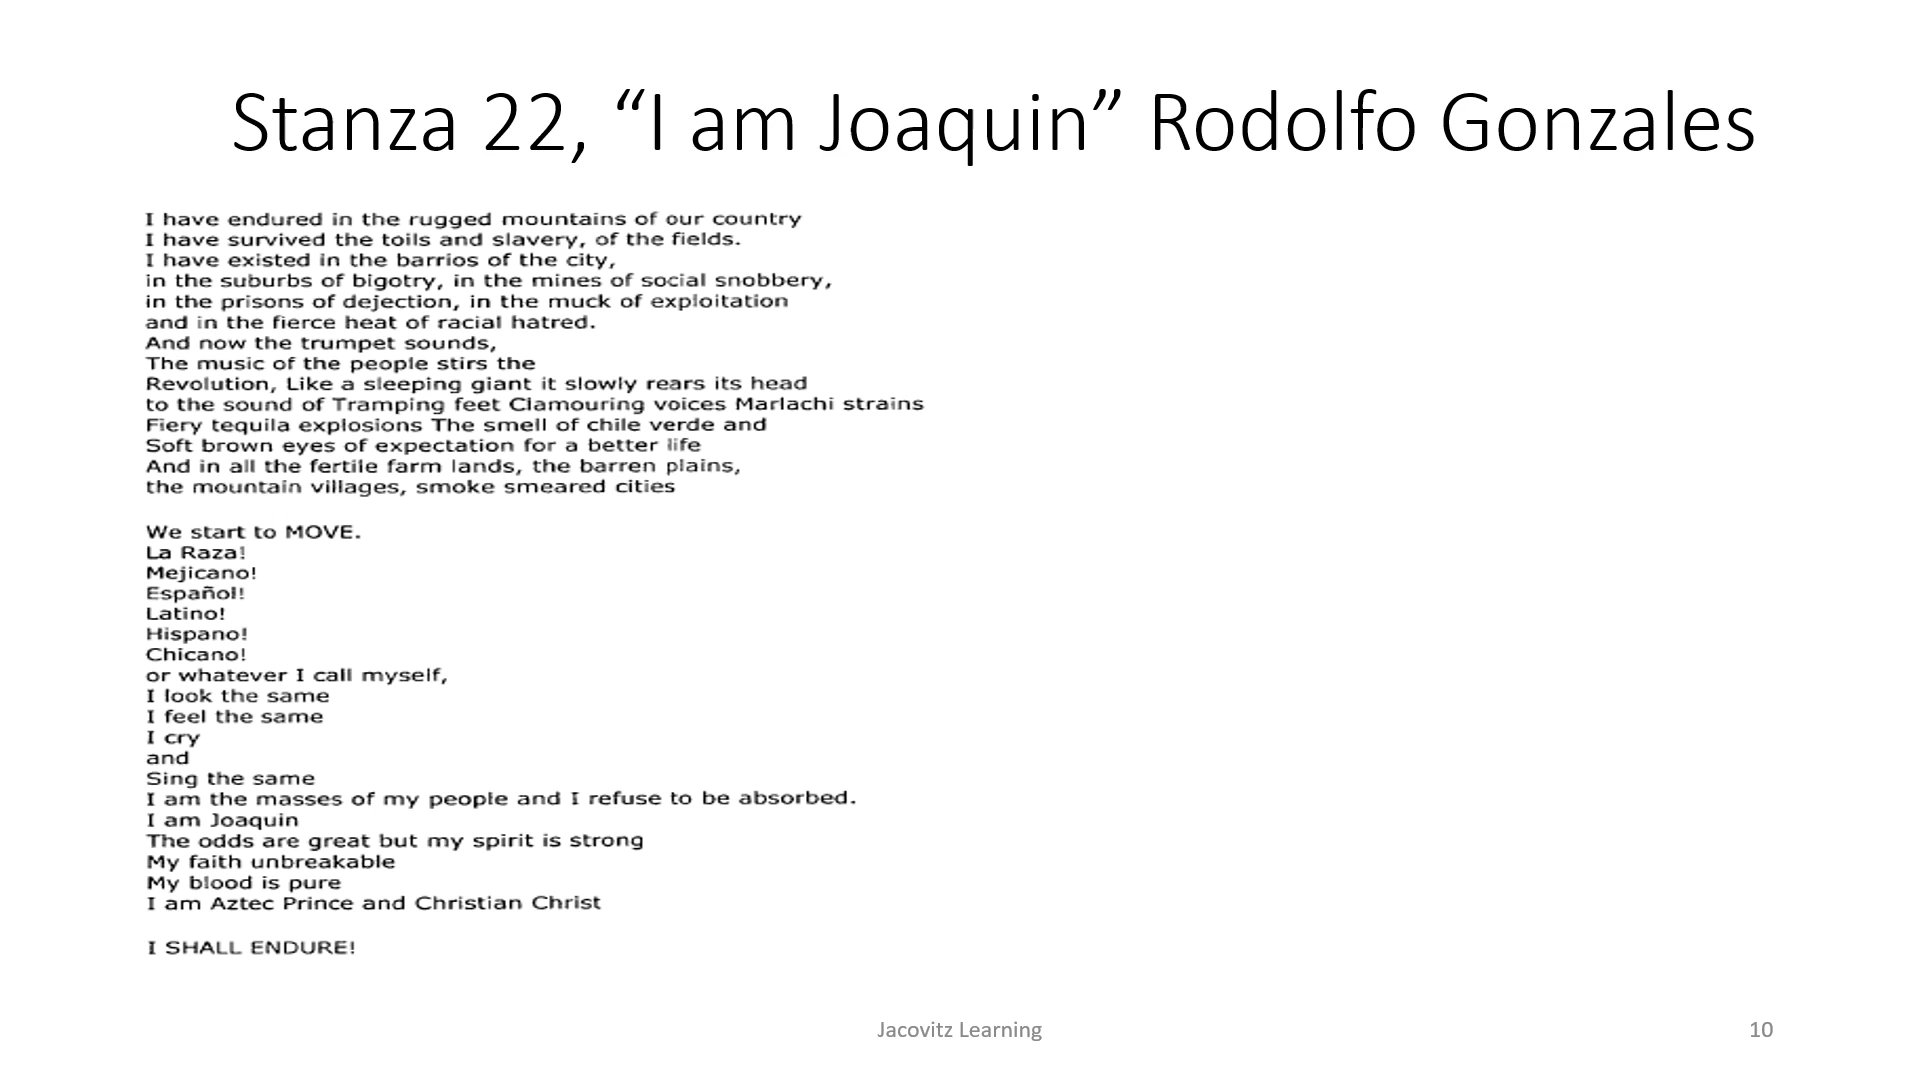 Stanza 22, “I am Joaquin” Rodolfo Gonzales
I have endured in the rugged mountains of our country
I have survived the toils and slavery, of the fields.
I have existed in the barrios of the city,
in the suburbs of bigotry, in the mines of social snobbery,
in the prisons of dejection, in the muck of exploitation
and in the fierce heat of racial hatred.
And now the trumpet sounds,
The music of the people stirs the
Revolution, Like a sleeping giant it slowly rears its head
to the sound of Tramping feet Clamouring voices Marlachi strains
Fiery tequila explosions The smell of chile verde and
Soft brown eyes of expectation for a better life
And in all the fertile farm lands, the barren plains,
the mountain villages, smoke smeared cities
We start to MOVE.
La Raza!
Mejicano!
Español!
Latino!
Hispano!
Chicano!
or whatever I call myself,
I look the same
I feel the same
I cry
and
Sing the same
I am the masses of my people and I refuse to be absorbed.
I am Joaquin
The odds are great but my spirit is strong
My faith unbreakable
My blood is pure
I am Aztec Prince and Christian Christ
I SHALL ENDURE!
Jacovitz Learning
10